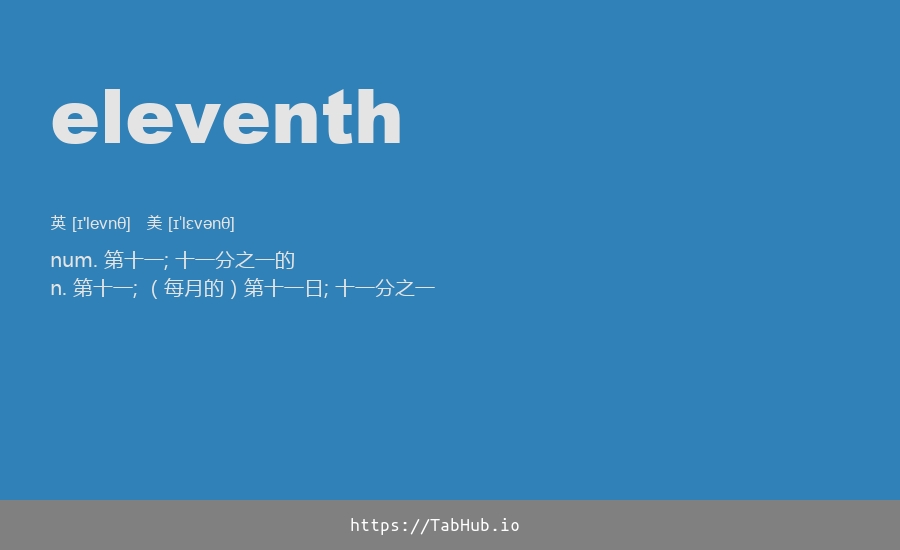 eleventh
英 [ɪ'levnθ] 美 [ɪˈlɛvənθ]
num. 第十一; 十一分之一的
n. 第十一; ( 每月的 ) 第十一日; 十一分之一
https://TabHub.io